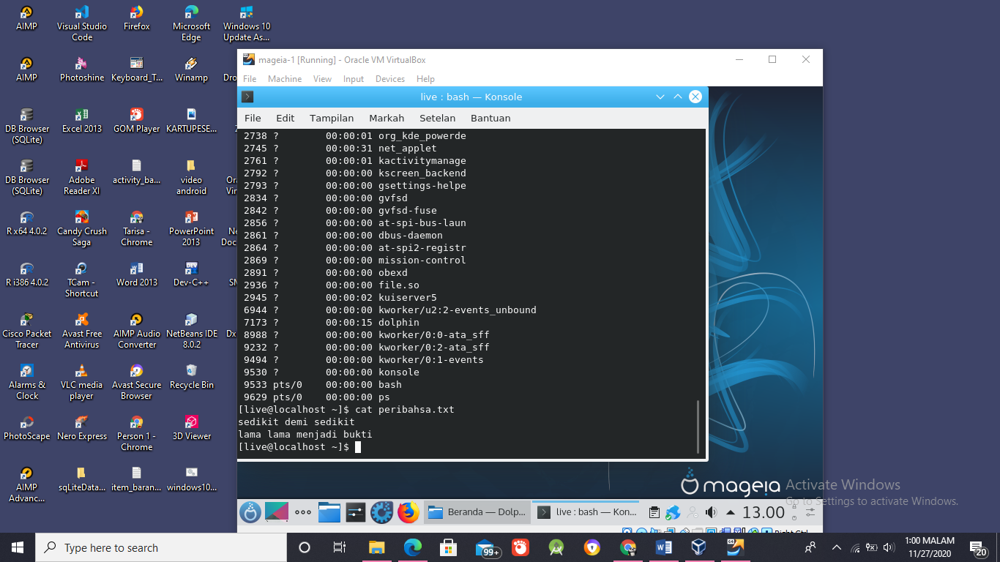 AIMP
Visual Studio Code
Firefox
Microsoft Edge
Windows 10 Update As...
AIMP
Photoshine
Keyboard_T...
Winamp
Dro
DB Browser (SQLite)
Excel 2013
GOM Player
KARTUPESE...
DB Browser (SQLite)
Adobe Reader XI
activity_ba...
video android
R x64 4.0.2
Candy Crush Saga
Tarisa - Chrome
PowerPoint 2013
R i386 4.0.2
TCam - Shortcut
Word 2013
Dev-C++
Cisco Packet Tracer
Avast Free Antivirus
AIMP Audio Converter
NetBeans IDE 8.0.2
Alarms & Clock
VLC media player
Avast Secure Browser
Recycle Bin
PhotoScape
Nero Express
Person 1 - Chrome
3D Viewer
AIMP Advanc...
sqLiteData...
item_baran...
windows10...
mageia-1 [Running] - Oracle VM VirtualBox
File Machine View Input Devices Help
live : bash — Konsole
File Edit Tampilan Markah Setelan Bantuan
2738 ? 00:00:01 org_kde_powerde
2745 ? 00:00:31 net_applet
2761 ? 00:00:01 kactivitymanage
2792 ? 00:00:00 kscreen_backend
2793 ? 00:00:00 gsettings-helpe
2834 ? 00:00:00 gvfsd
2842 ? 00:00:00 gvfsd-fuse
2856 ? 00:00:00 at-spi-bus-laun
2861 ? 00:00:00 dbus-daemon
2864 ? 00:00:00 at-spi2-registr
2869 ? 00:00:00 mission-control
2891 ? 00:00:00 obexd
2936 ? 00:00:00 file.so
2945 ? 00:00:02 kuiserver5
6944 ? 00:00:00 kworker/u2:2-events_unbound
7173 ? 00:00:15 dolphin
8988 ? 00:00:00 kworker/0:0-ata_sff
9232 ? 00:00:00 kworker/0:2-ata_sff
9494 ? 00:00:00 kworker/0:1-events
9530 ? 00:00:00 konsole
9533 pts/0 00:00:00 bash
9629 pts/0 00:00:00 ps
[live@localhost ~]$ cat peribahsa.txt
sedikit demi sedikit
lama lama menjadi bukti
[live@localhost ~]$
mageia
Activate Windows
Go to Settings to activate Windows.
Beranda — Dolp...
live : bash — Kon...
13.00
Right Ctrl
Type here to search
99+
1:00 MALAM
11/27/2020
20